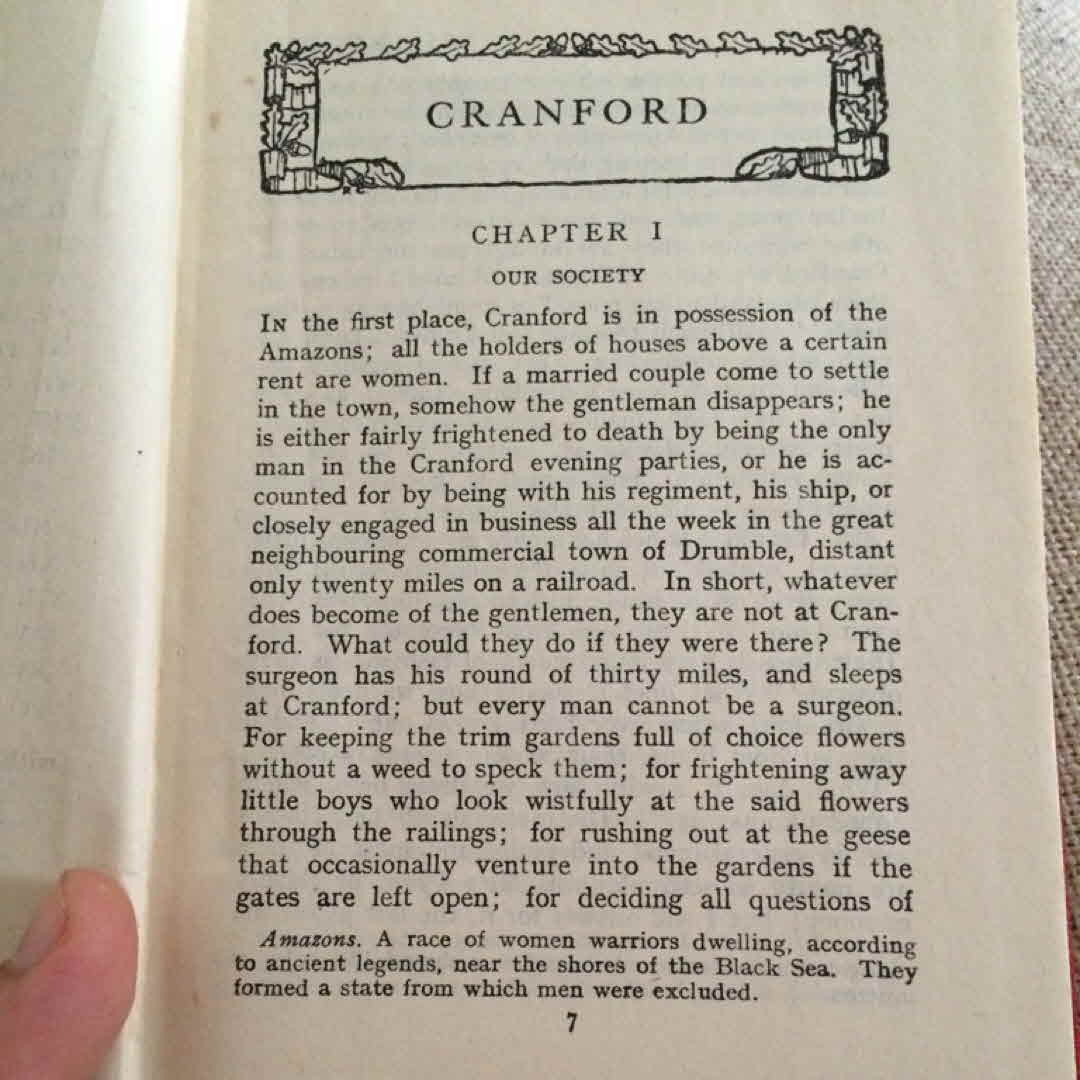 CRANFORD
CHAPTER I
OUR SOCIETY
IN the first place, Cranford is in possession of the
Amazons; all the holders of houses above a certain
rent are women. If a married couple come to settle
in the town, somehow the gentleman disappears; he
is either fairly frightened to death by being the only
man in the Cranford evening parties, or he is ac-
counted for by being with his regiment, his ship, or
closely engaged in business all the week in the great
neighbouring commercial town of Drumble, distant
only twenty miles on a railroad. In short, whatever
does become of the gentlemen, they are not at Cran-
ford. What could they do if they were there? The
surgeon has his round of thirty miles, and sleeps
at Cranford; but every man cannot be a surgeon.
For keeping the trim gardens full of choice flowers
without a weed to speck them; for frightening away
little boys who look wistfully at the said flowers
through the railings; for rushing out at the geese
that occasionally venture into the gardens if the
gates are left open; for deciding all questions of
Amazons. A race of women warriors dwelling, according
to ancient legends, near the shores of the Black Sea. They
formed a state from which men were excluded.
7